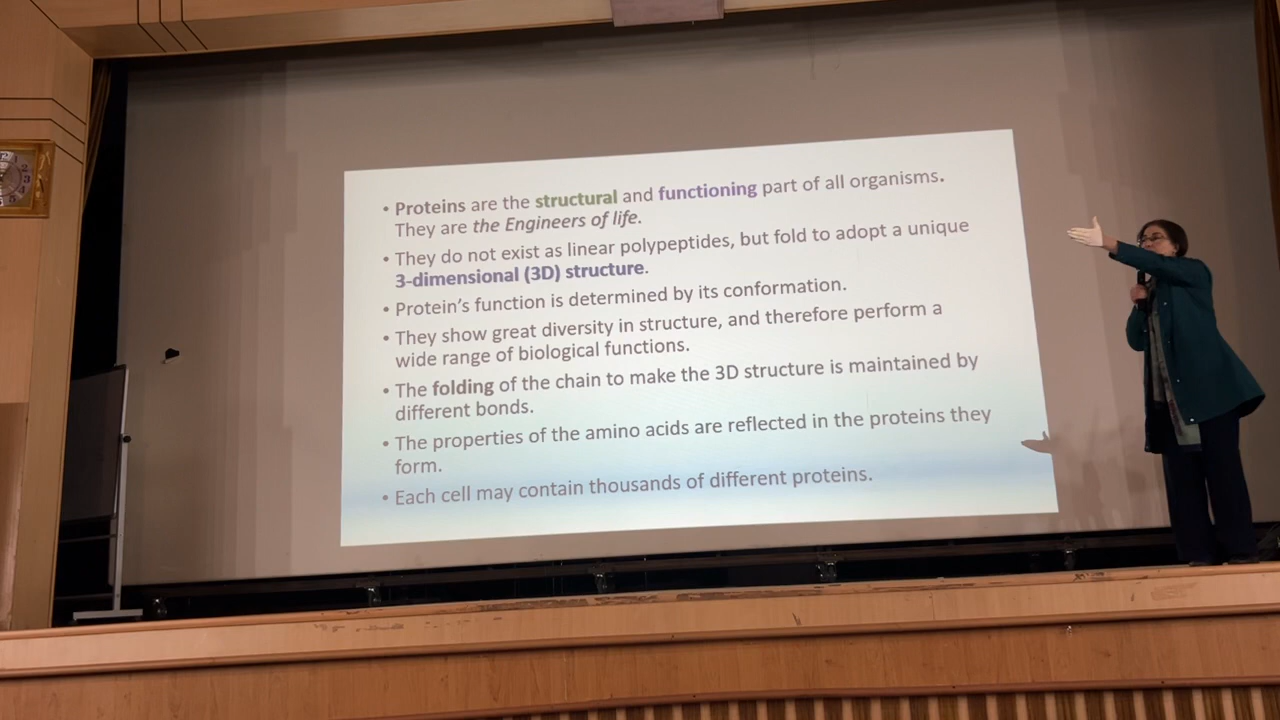 • Proteins are the structural and functioning part of all organisms.
They are the Engineers of life.
• They do not exist as linear polypeptides, but fold to adopt a unique
3-dimensional (3D) structure.
• Protein's function is determined by its conformation.
• They show great diversity in structure, and therefore perform a
wide range of biological functions.
• The folding of the chain to make the 3D structure is maintained by
different bonds.
• The properties of the amino acids are reflected in the proteins they
form.
• Each cell may contain thousands of different proteins.